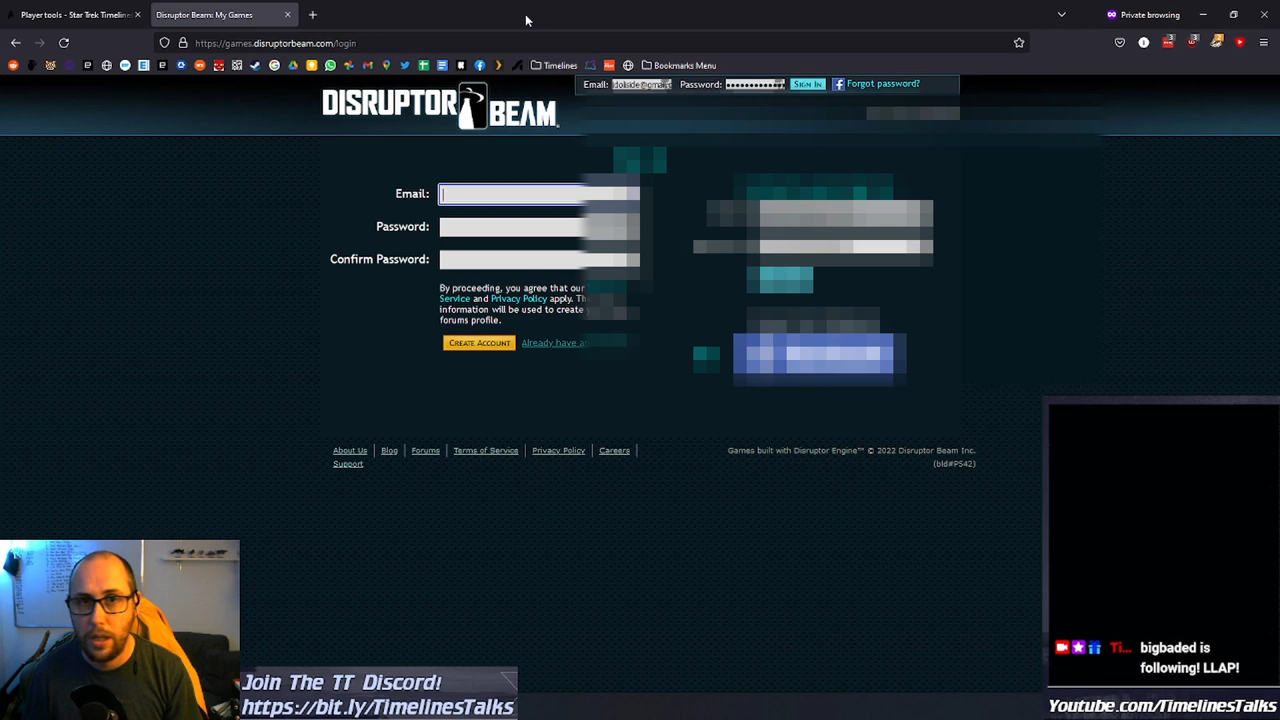 Player tools - Star Trek Timeline
Disruptor Beam: My Games
Private browsing
https://games.disruptorbeam.com/login
Timelines
Bookmarks Menu
Email:
Password:
SIGN IN
Forgot password?
DISRUPTOR BEAM
Email:
Password:
Confirm Password:
By proceeding, you agree that our
Service and Privacy Policy apply.
information will be used to create
forums profile.
CREATE ACCOUNT
Already have
About Us
Blog
Forums
Terms of Service
Privacy Policy
Careers
Support
Games built with Disruptor Engine™ © 2022 Disruptor Beam Inc.
(bld#PS42)
Ti... bigbaded is
following! LLAP!
Join The TT Discord!
https://bit.ly/TimelinesTalks
Youtube.com/TimelinesTalks